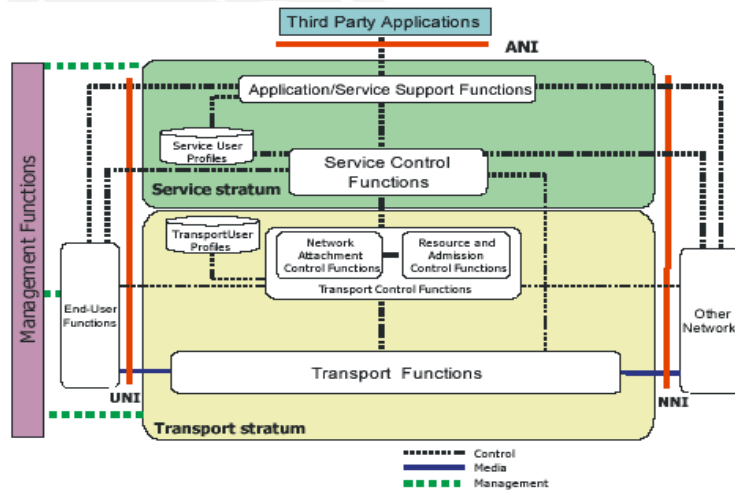 Third Party Applications
ANI
Application/Service Support Functions
Service User
Profiles
Service Control
Functions
Service stratum
Management Functions
TransportUser
Profiles
Network
Attachment
Control Functions
Resource and
Admission
Control Functions
Transport Control Functions
End-User
Functions
Other
Network
Transport Functions
UNI
NNI
Transport stratum
Control
Media
Management